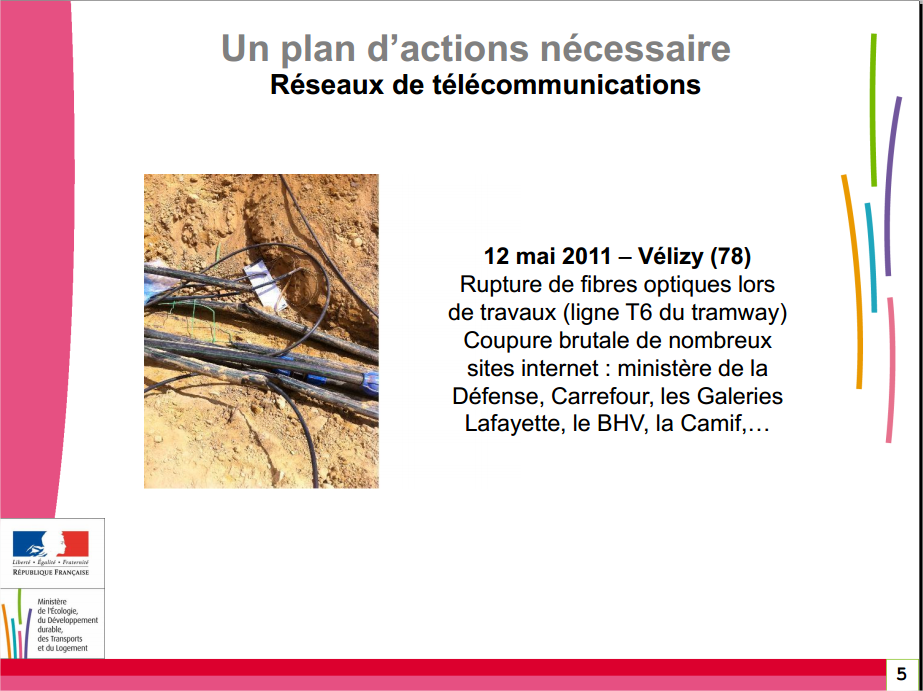 Un plan d’actions nécessaire
Réseaux de télécommunications
12 mai 2011 – Vélizy (78)
Rupture de fibres optiques lors
de travaux (ligne T6 du tramway)
Coupure brutale de nombreux
sites internet : ministère de la
Défense, Carrefour, les Galeries
Lafayette, le BHV, la Camif,…
Liberté • Égalité • Fraternité
RÉPUBLIQUE FRANÇAISE
Ministère
de l'Écologie,
du Développement
durable,
des Transports
et du Logement
5